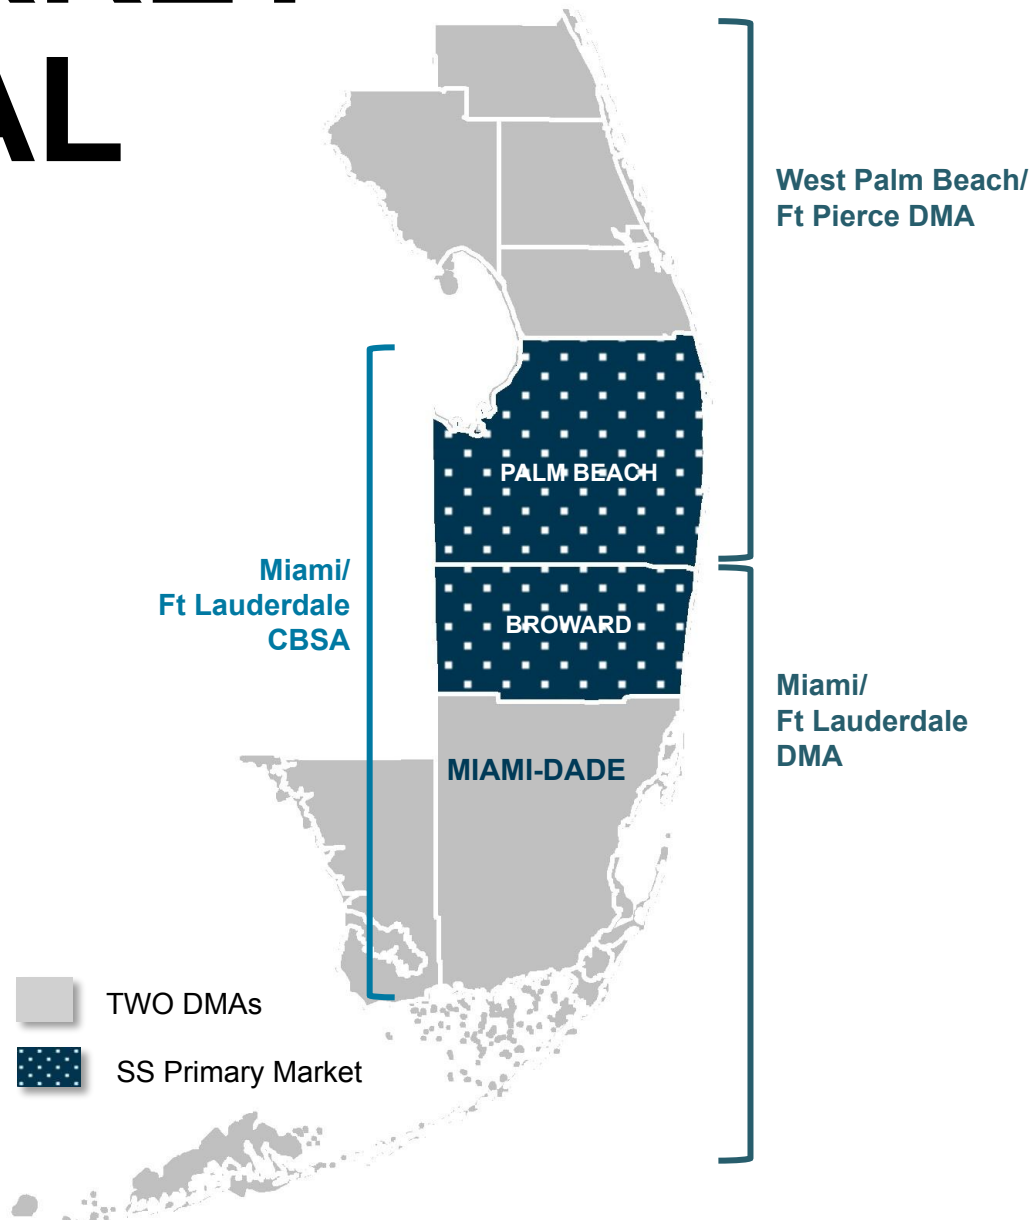 AL
West Palm Beach/
Ft Pierce DMA
PALM BEACH
Miami/
Ft Lauderdale
CBSA
BROWARD
Miami/
Ft Lauderdale
DMA
MIAMI-DADE
TWO DMAs
SS Primary Market